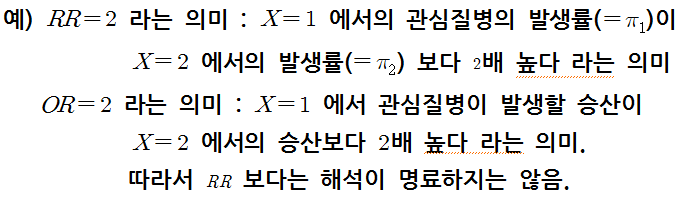 예) RR=2 라는 의미 : X=1 에서의 관심질병의 발생률(=π₁)이
X=2 에서의 발생률(=π₂) 보다 2배 높다 라는 의미
OR=2 라는 의미 : X=1 에서 관심질병이 발생할 승산이
X=2 에서의 승산보다 2배 높다 라는 의미.
따라서 RR 보다는 해석이 명료하지는 않음.